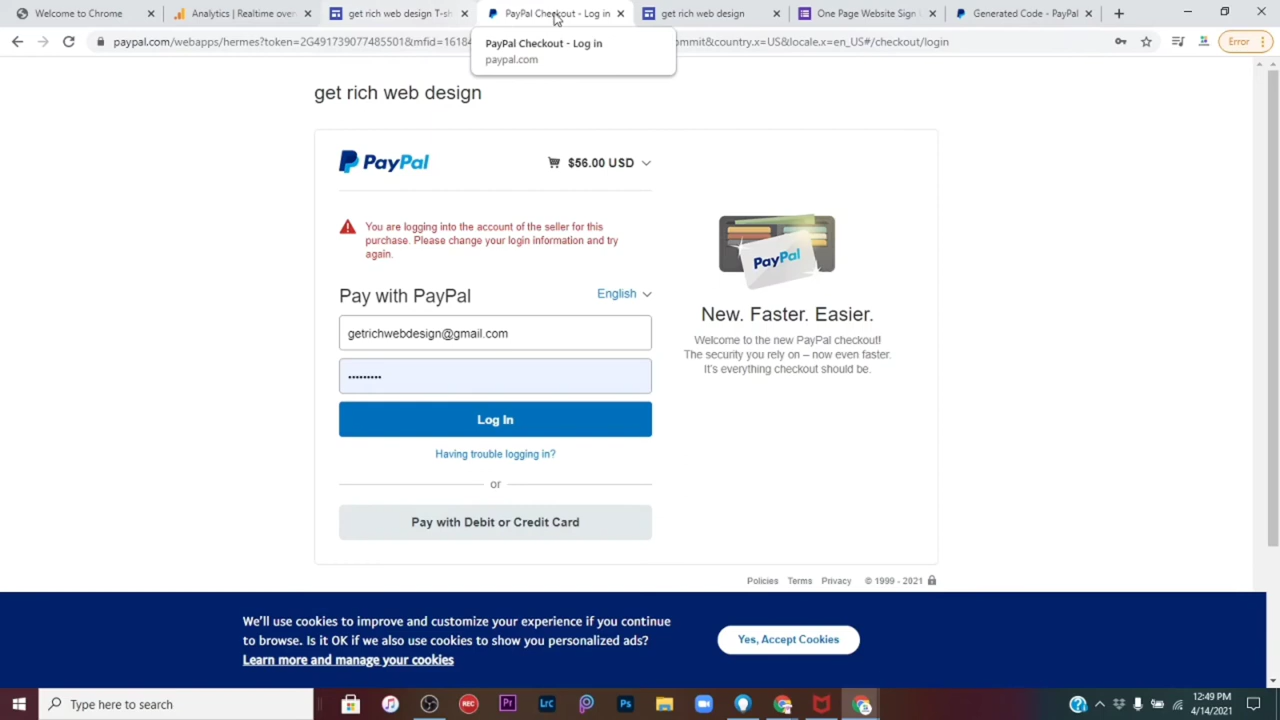 Welcome to Chrome
Analytics | Realtime over
get rich web design T-sh
PayPal Checkout - Log in
get rich web design
One Page Website Sign
Generated Code - PayPal
paypal.com/webapps/hermes?token=2G49173907748550­1&mfid=1618
mmit&country.x=US&locale.x=en_US#/checkout/login
Error
PayPal Checkout - Log in
paypal.com
get rich web design
PayPal
$56.00 USD
You are logging into the account of the seller for this
purchase. Please change your login information and try
again.
Pay with PayPal
English
getrichwebdesign@gmail.com
•••••••••
Log In
Having trouble logging in?
or
Pay with Debit or Credit Card
PayPal
New. Faster. Easier.
Welcome to the new PayPal checkout!
The security you rely on – now even faster.
It's everything checkout should be.
Policies Terms Privacy © 1999 - 2021
We'll use cookies to improve and customize your experience if you continue
to browse. Is it OK if we also use cookies to show you personalized ads?
Learn more and manage your cookies
Yes, Accept Cookies
Type here to search
REC
Pr
Lrc
Ps
12:49 PM
4/14/2021